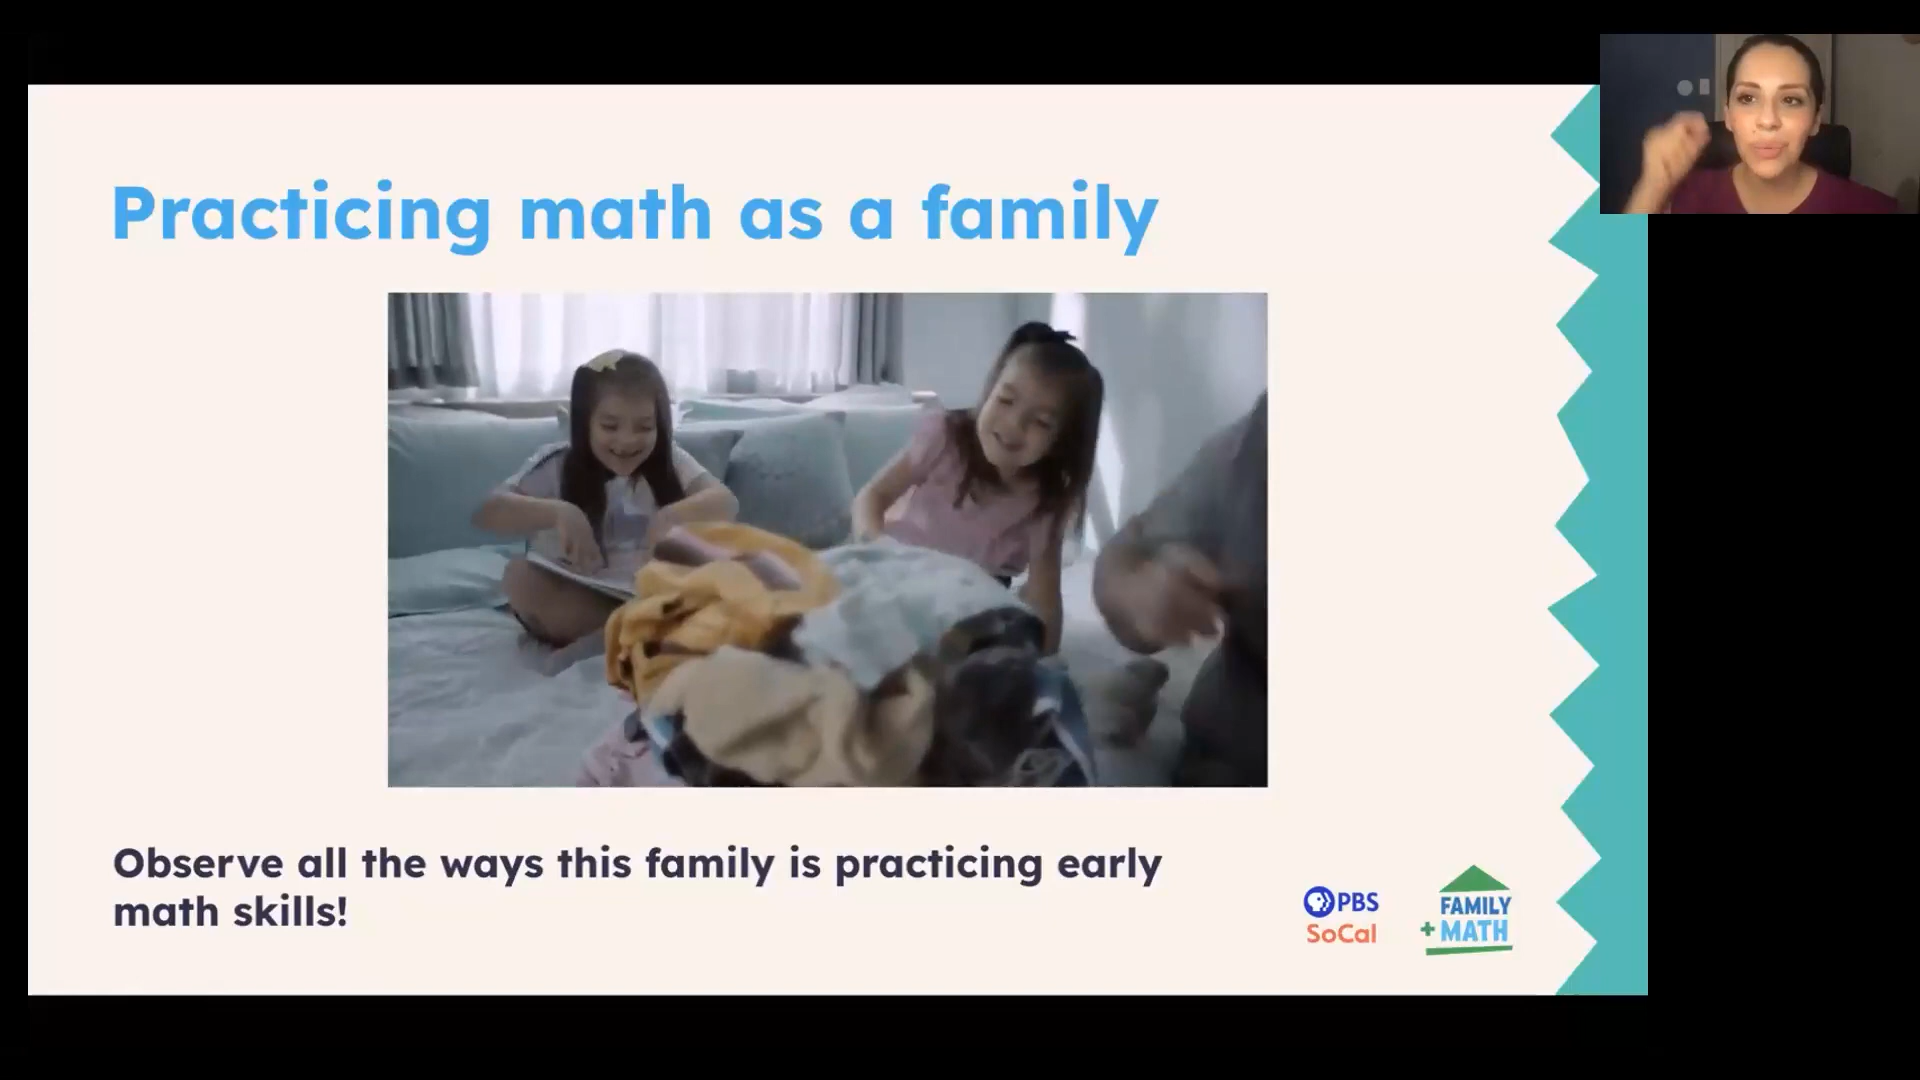 Practicing math as a family
Observe all the ways this family is practicing early
math skills!
PBS
SoCal
FAMILY
+MATH